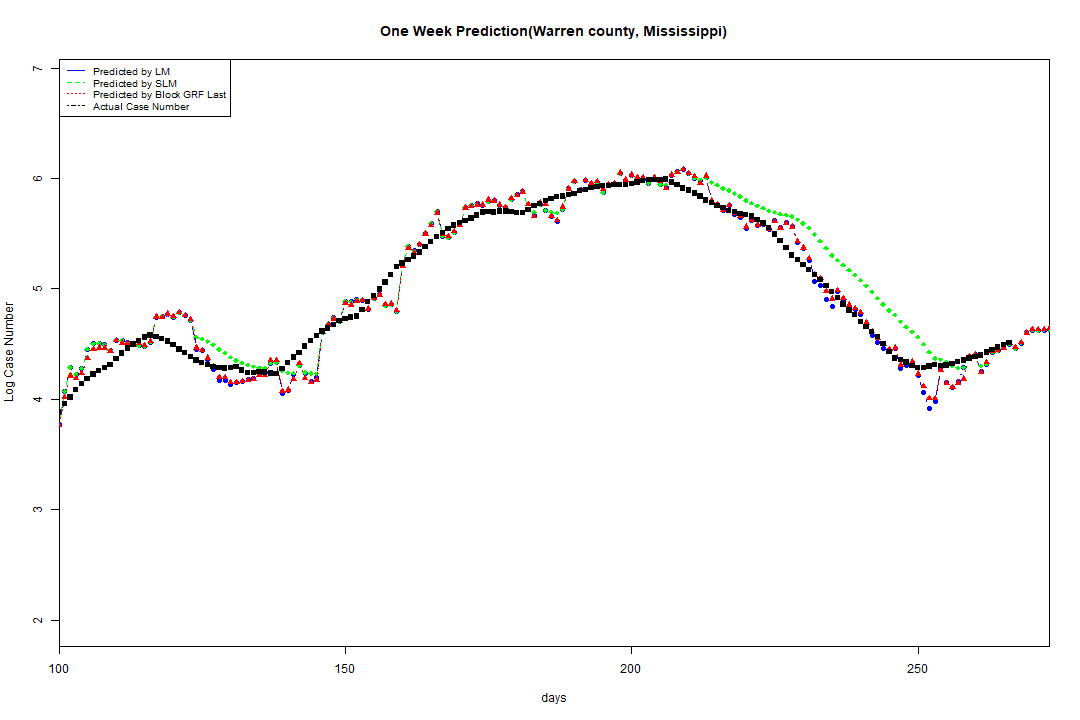 One Week Prediction(Warren county, Mississippi)
Predicted by LM
Predicted by SLM
Predicted by Block GRF Last
Actual Case Number
7
6
5
4
3
2
Log Case Number
100 150 200 250
days